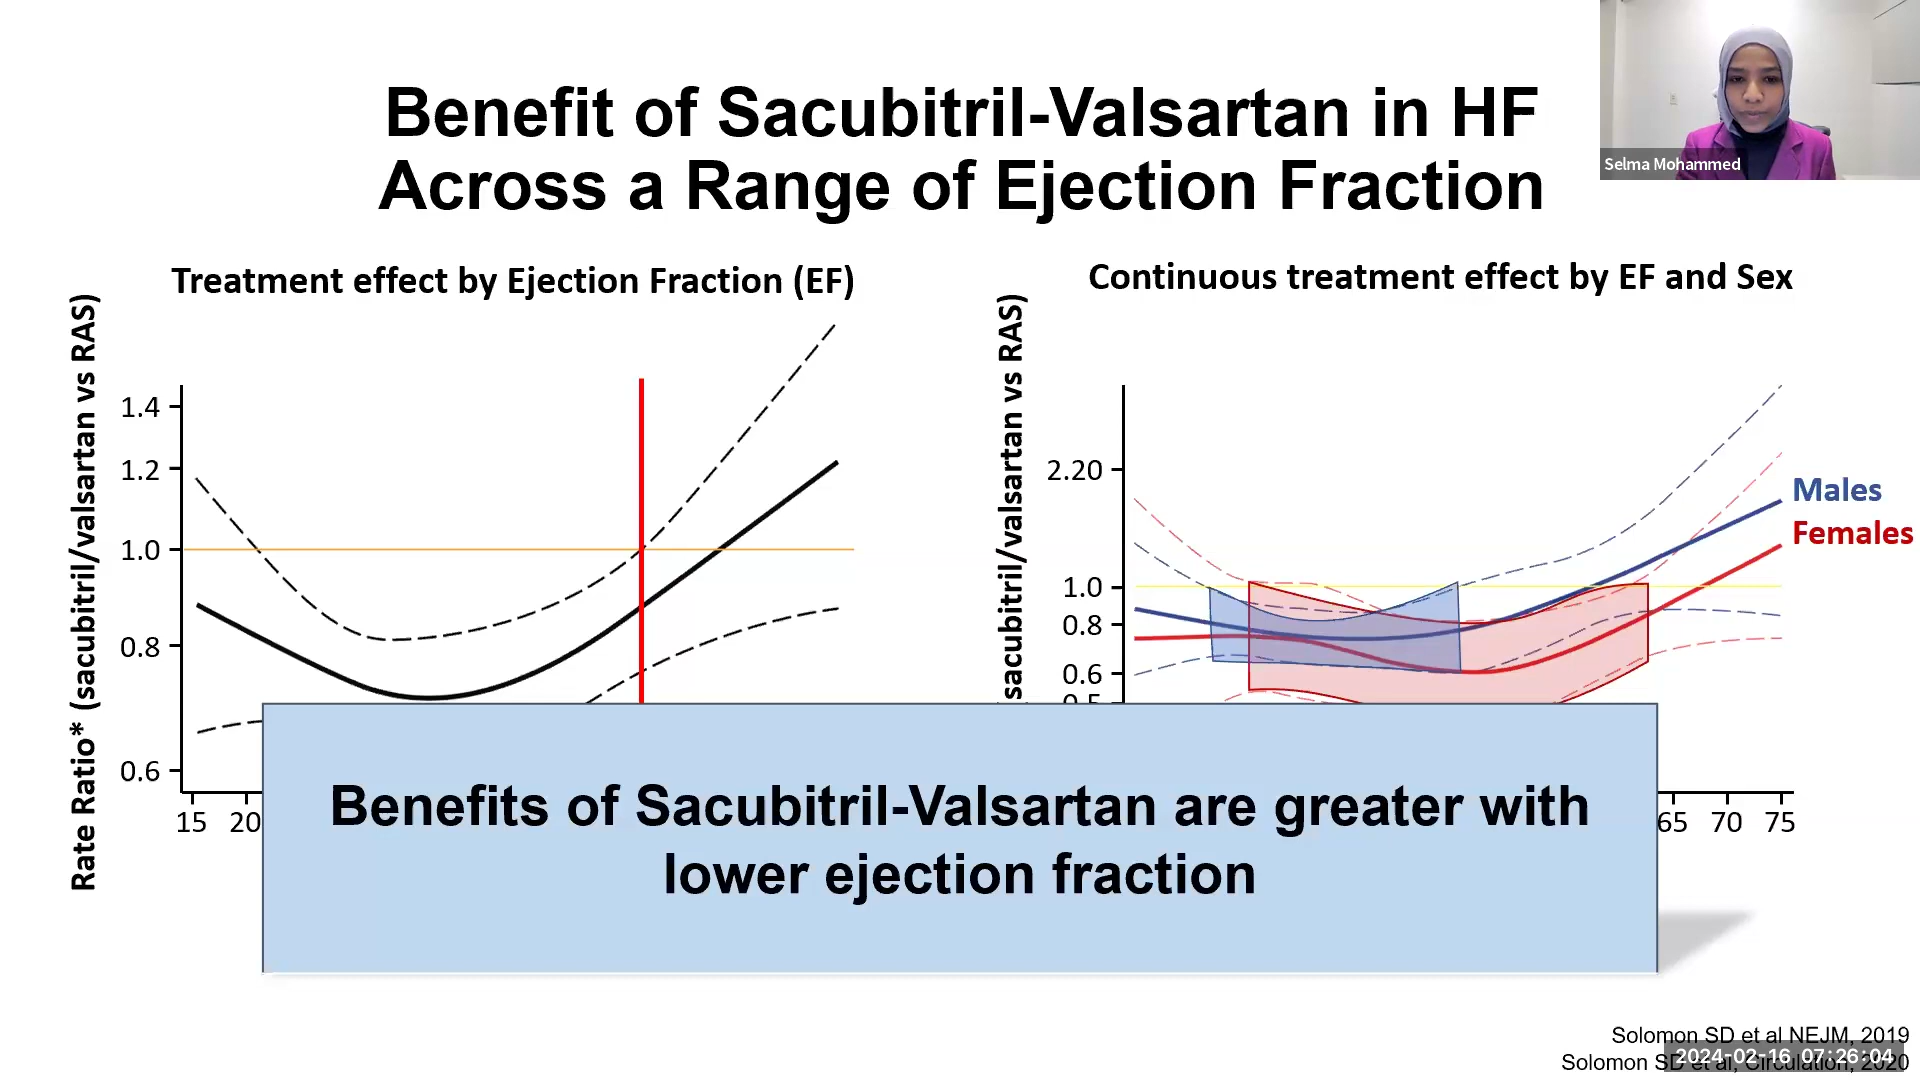 Benefit of Sacubitril-Valsartan in HF
Across a Range of Ejection Fraction
Selma Mohammed
Treatment effect by Ejection Fraction (EF)
Rate Ratio* (sacubitril/valsartan vs RAS)
1.4
1.2
1.0
0.8
0.6
15 20
Continuous treatment effect by EF and Sex
sacubitril/valsartan vs RAS)
2.20
1.0
0.8
0.6
0.5
Males
Females
65 70 75
Benefits of Sacubitril-Valsartan are greater with
lower ejection fraction
Solomon SD et al NEJM, 2019
Solomon SD et al, Circulation, 2020
2024-02-16 07:26:04